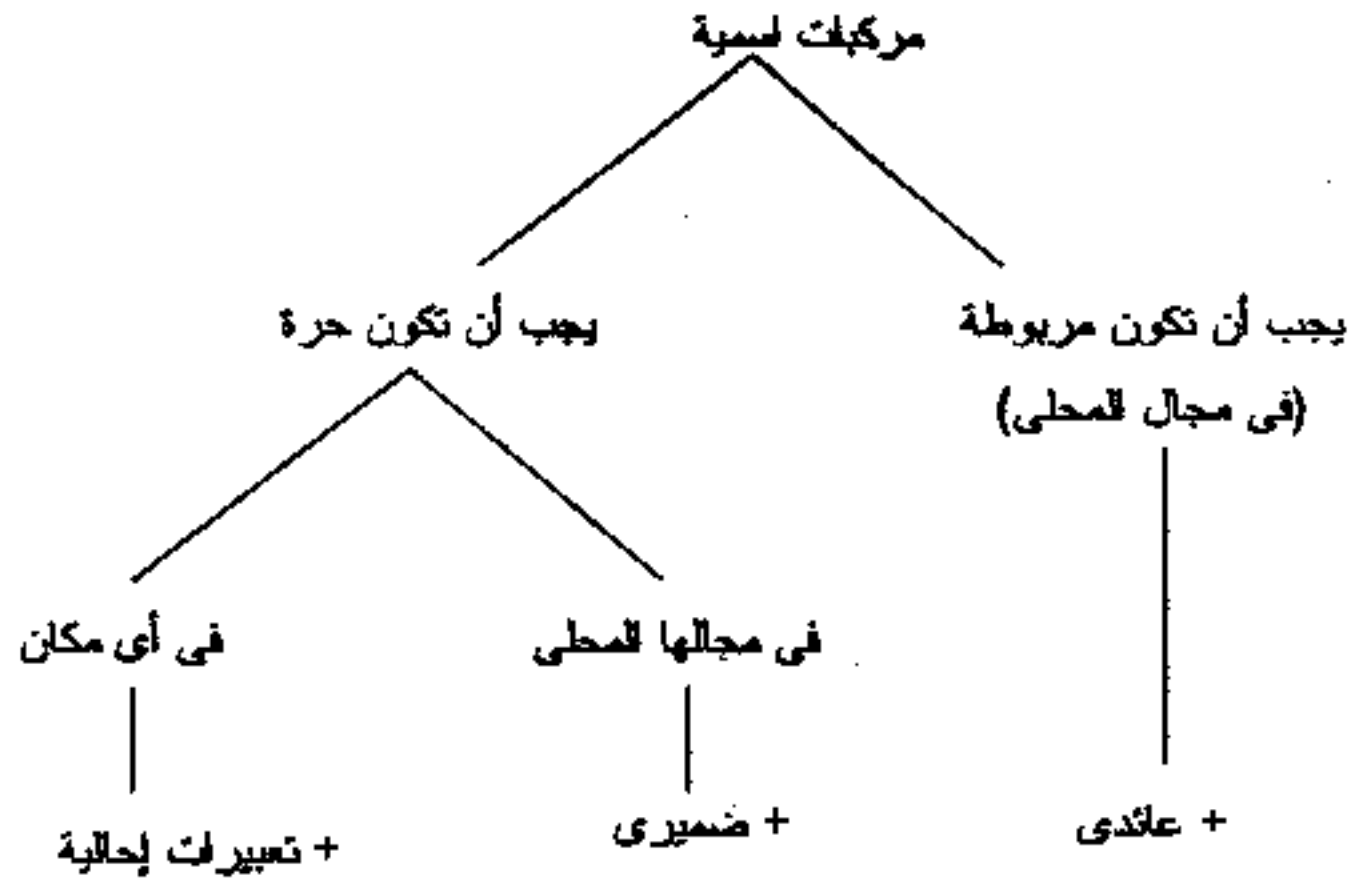 مركبات اسمية
يجب أن تكون مربوطة
(فى مجال المحلى)
يجب أن تكون حرة
فى مجالها المحلى
فى أى مكان
+ عائدى
+ ضميرى
+ تعبيرات إحالية